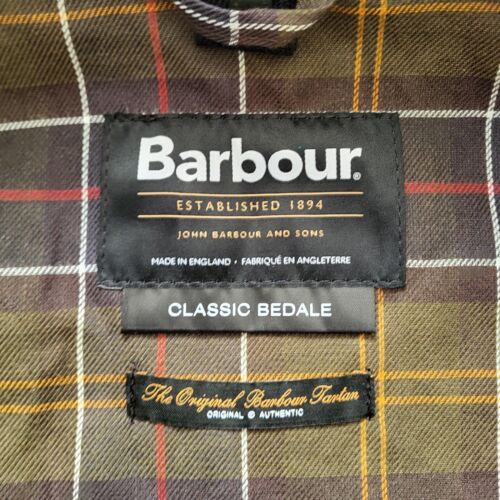 Barbour®
ESTABLISHED 1894
JOHN BARBOUR AND SONS
MADE IN ENGLAND · FABRIQUÉ EN ANGLETERRE
CLASSIC BEDALE
The Original Barbour Tartan
ORIGINAL © AUTHENTIC